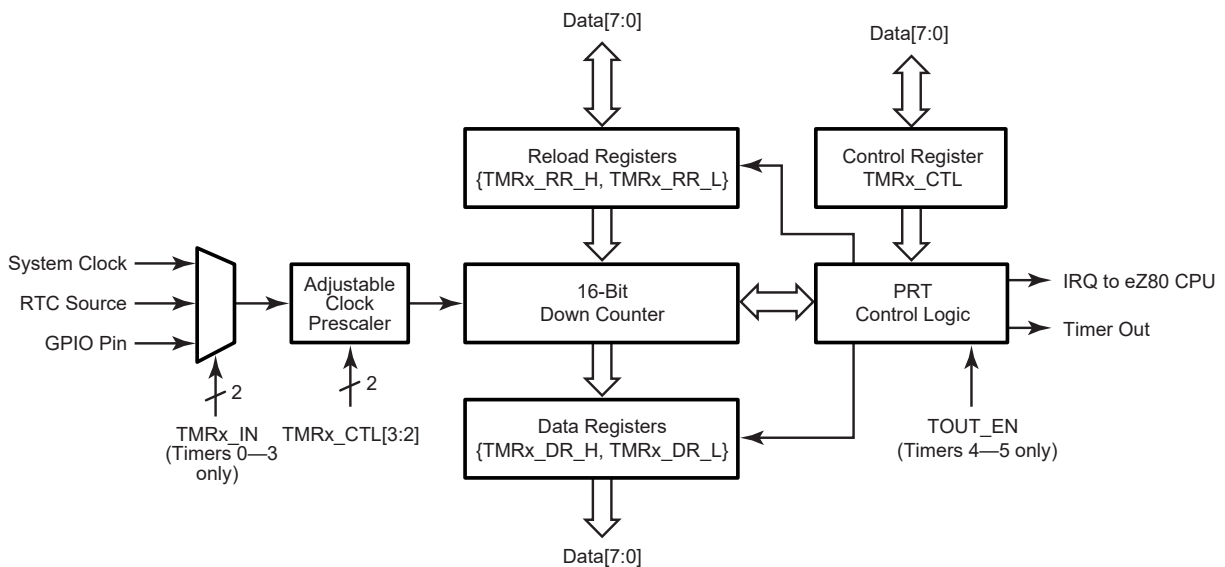 Data[7:0]
Data[7:0]
Reload Registers
{TMRx_RR_H, TMRx_RR_L}
Control Register
TMRx_CTL
System Clock
RTC Source
GPIO Pin
Adjustable
Clock
Prescaler
16-Bit
Down Counter
PRT
Control Logic
IRQ to eZ80 CPU
Timer Out
2
2
TMRx_IN
(Timers 0—3
only)
TMRx_CTL[3:2]
Data Registers
{TMRx_DR_H, TMRx_DR_L}
TOUT_EN
(Timers 4—5 only)
Data[7:0]